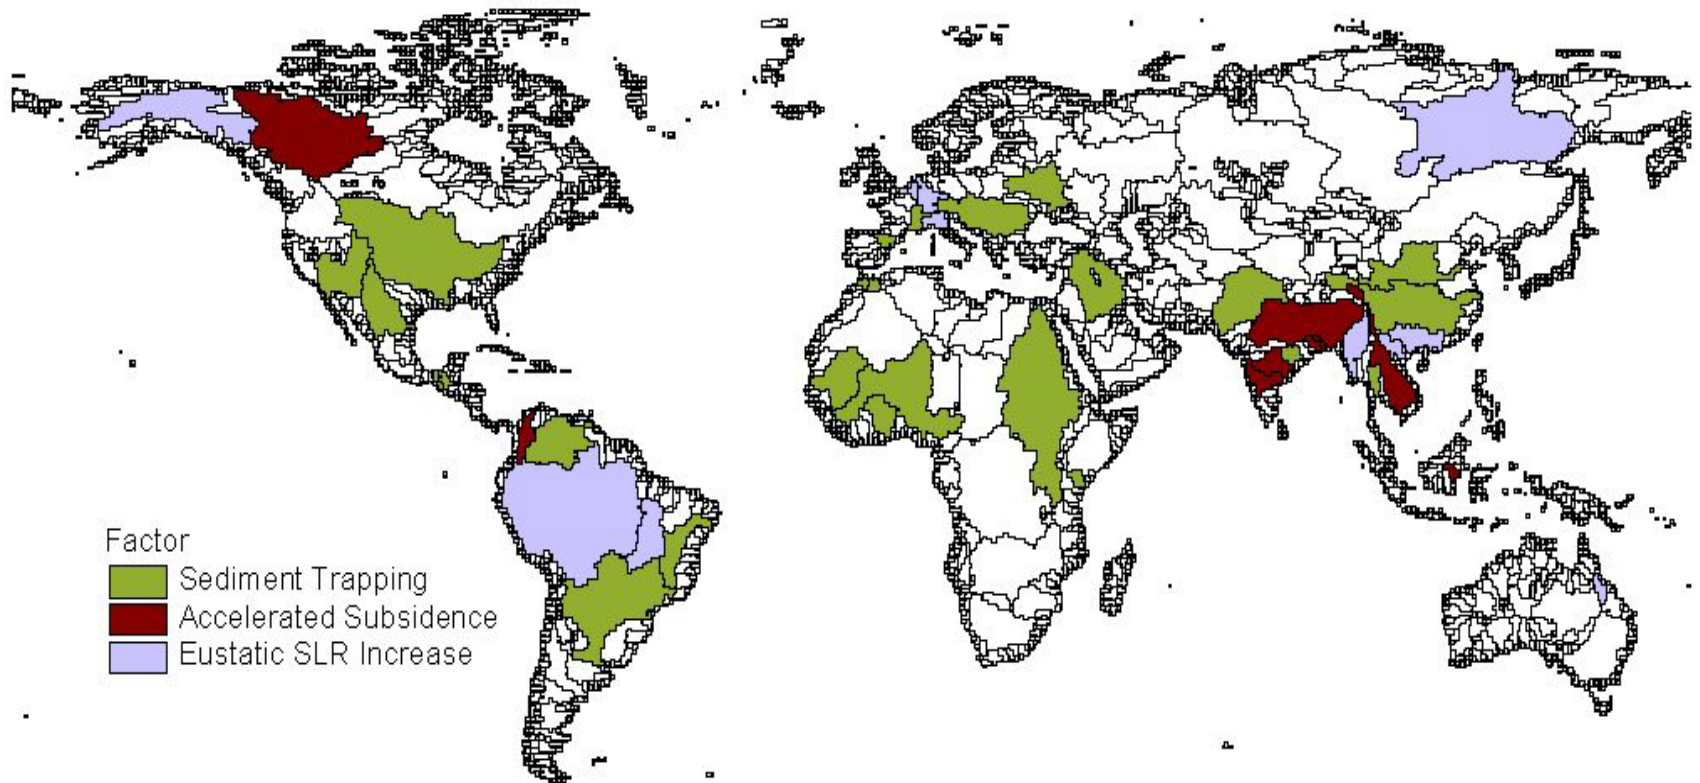 Factor
Sediment Trapping
Accelerated Subsidence
Eustatic SLR Increase